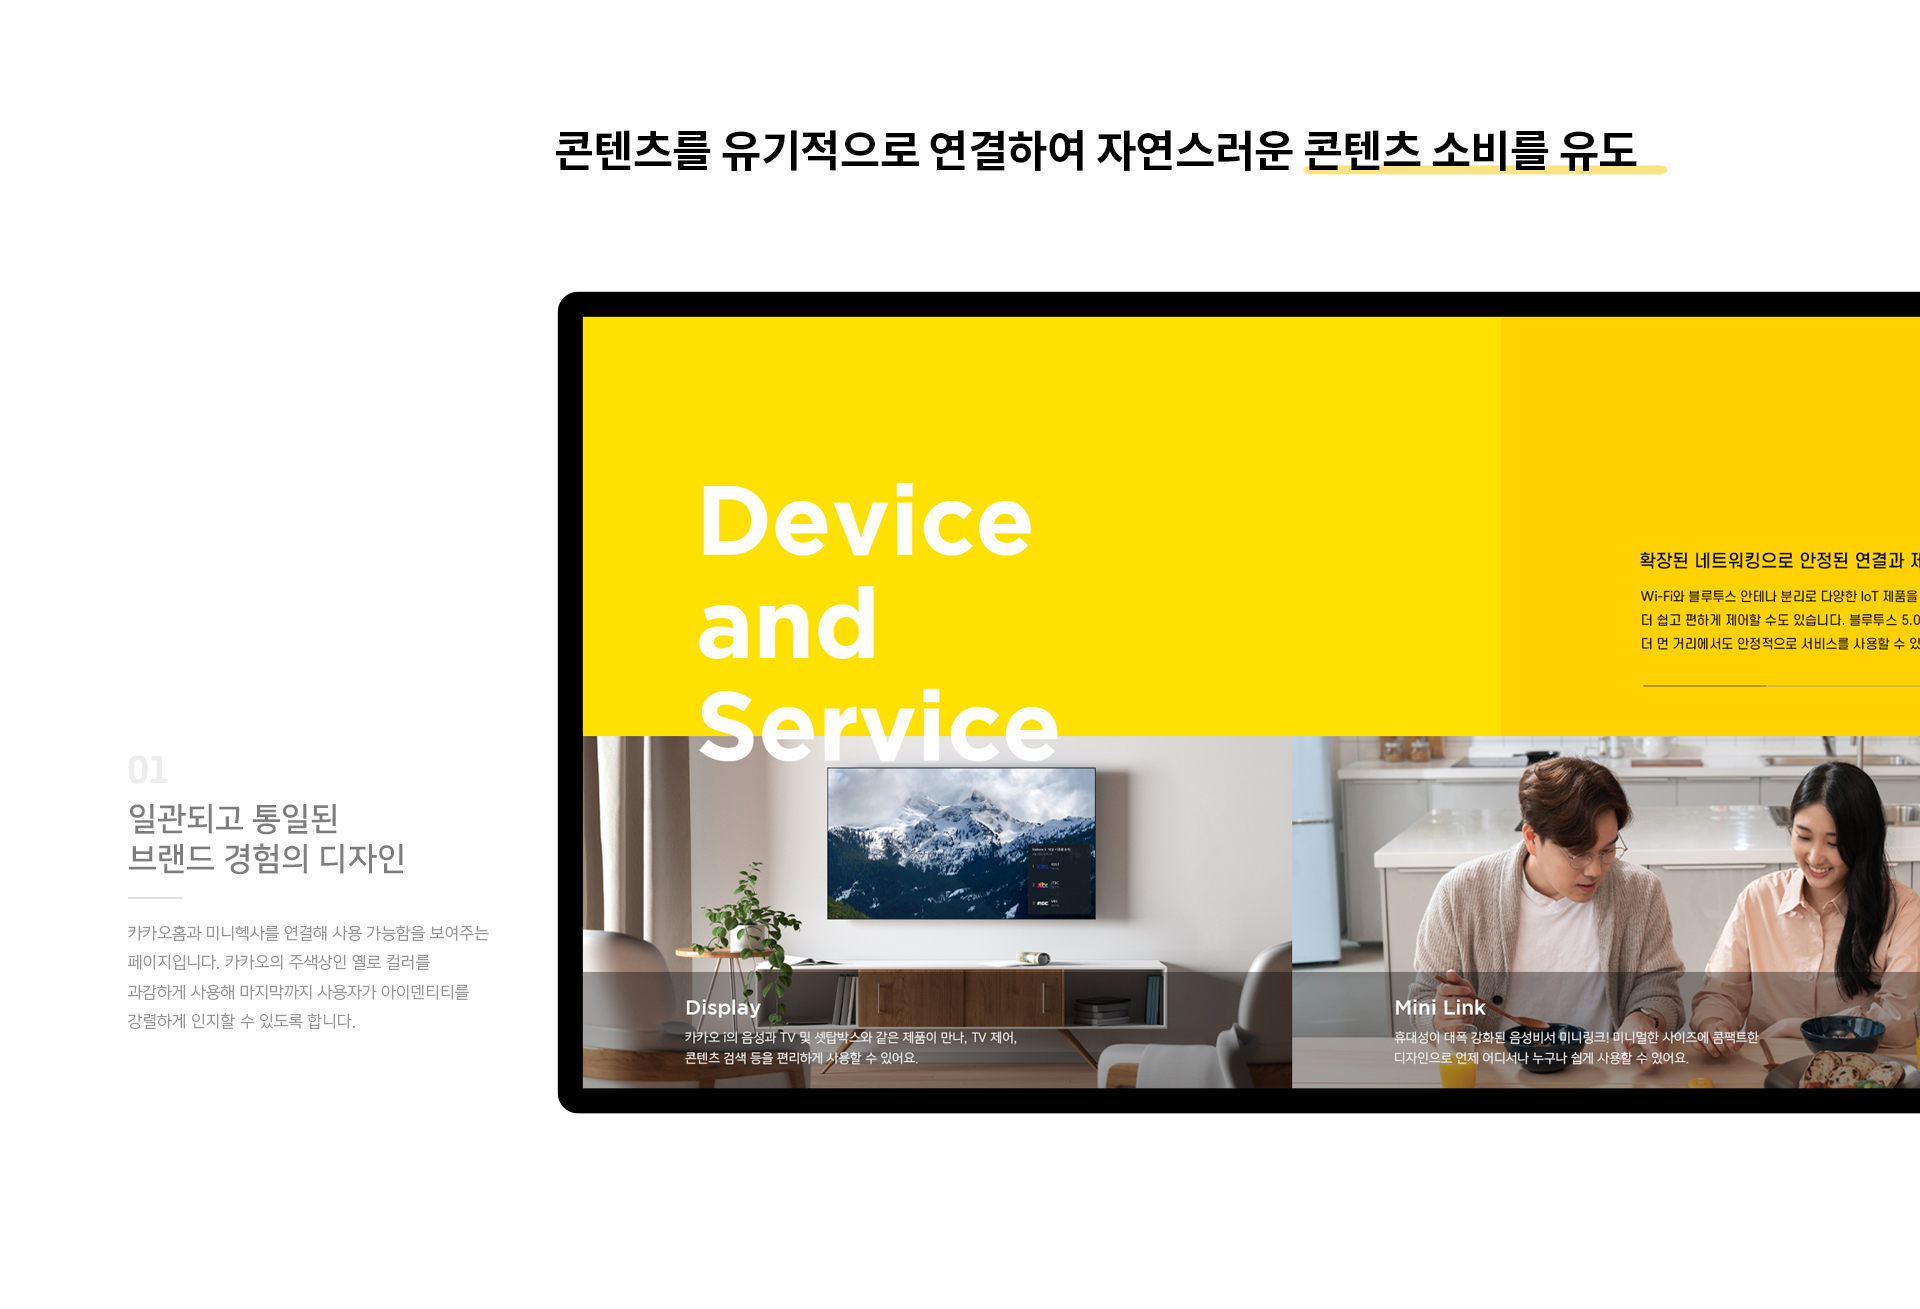 콘텐츠를 유기적으로 연결하여 자연스러운 콘텐츠 소비를 유도
01
일관되고 통일된
브랜드 경험의 디자인
카카오홈과 미니헥사를 연결해 사용 가능함을 보여주는
페이지입니다. 카카오의 주색상인 옐로 컬러를
과감하게 사용해 마지막까지 사용자가 아이덴티티를
강렬하게 인지할 수 있도록 합니다.
Device
and
Service
확장된 네트워킹으로 안정된 연결과
Wi-Fi와 블루투스 안테나 분리로 다양한 IoT 제품을
더 쉽고 편하게 제어할 수도 있습니다. 블루투스 5.0
더 먼 거리에서도 안정적으로 서비스를 사용할 수 있
Display
카카오 i의 음성과 TV 및 셋탑박스와 같은 제품이 만나, TV 제어,
콘텐츠 검색 등을 편리하게 사용할 수 있어요.
Mini Link
휴대성이 대폭 강화된 음성비서 미니링크! 미니멀한 사이즈에 콤팩트한
디자인으로 언제 어디서나 누구나 쉽게 사용할 수 있어요.